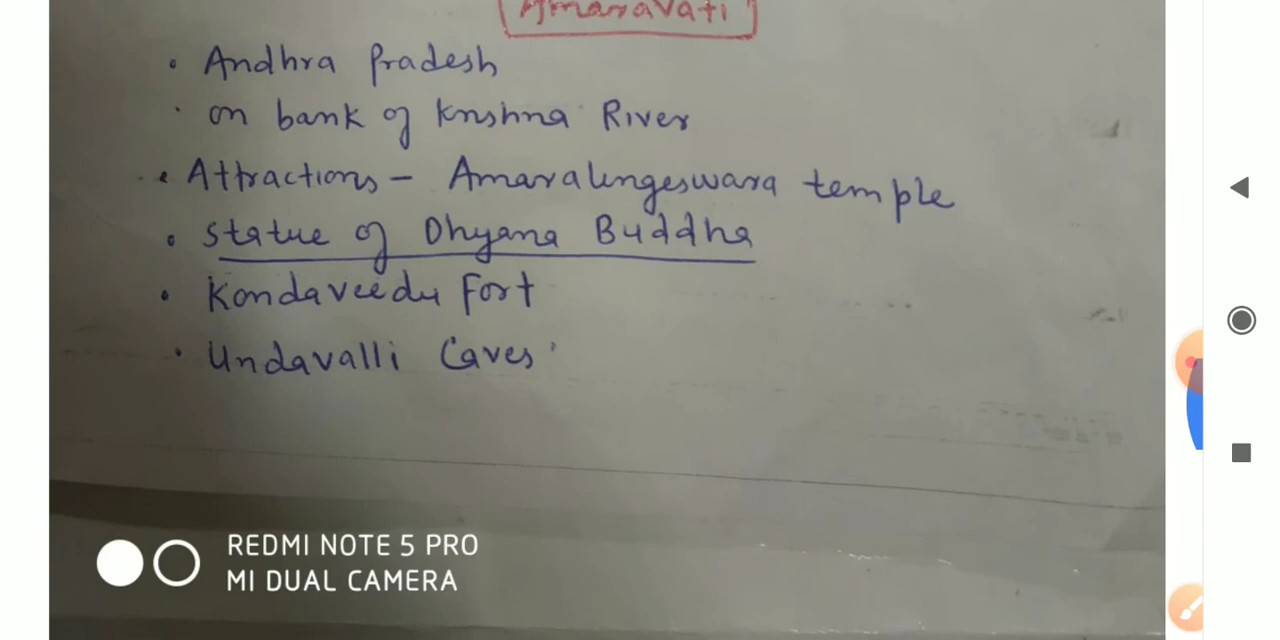 Amaravati
• Andhra Pradesh
• on bank of Krishna River
• Attractions – Amaralingeswara temple
• Statue of Dhyana Buddha
• Kondaveedu Fort
• Undavalli Caves
REDMI NOTE 5 PRO
MI DUAL CAMERA